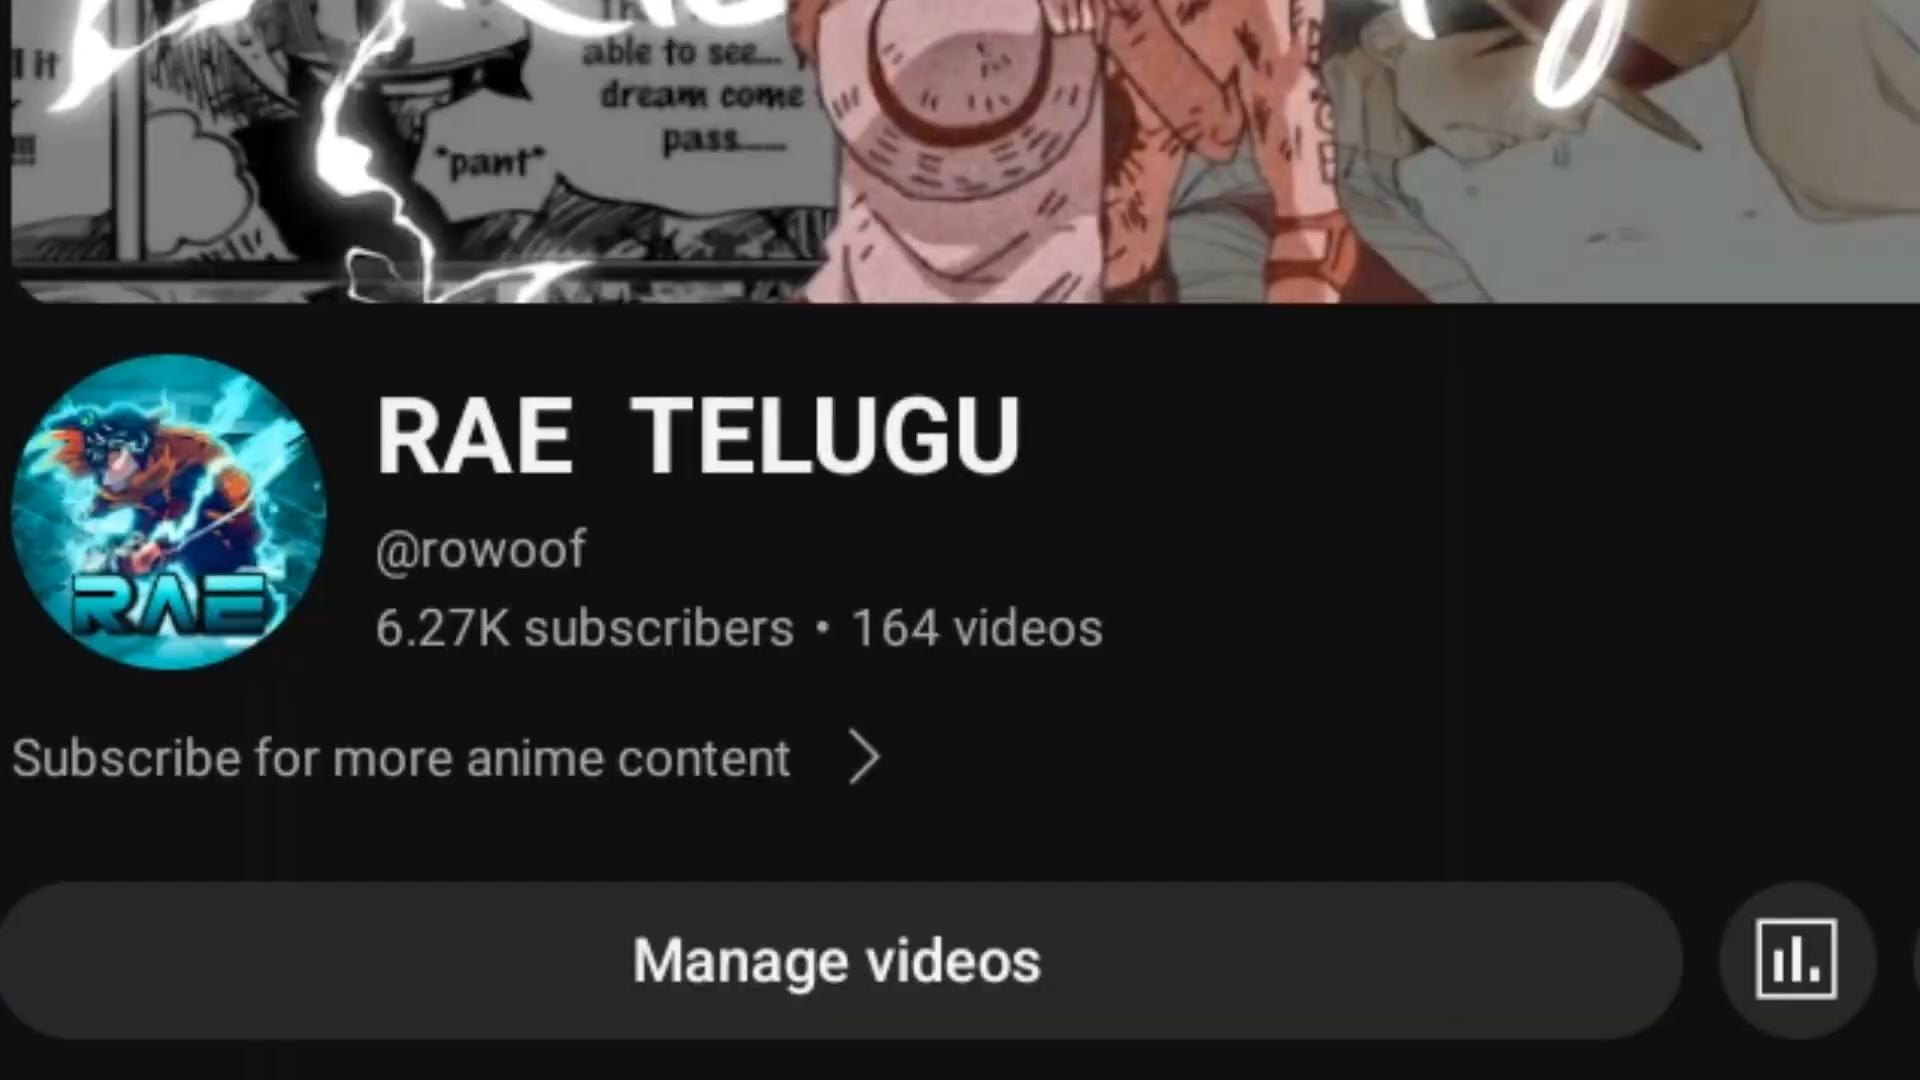 able to see...
dream come
pass......
*pant*
RAE TELUGU
@rowoof
6.27K subscribers • 164 videos
RAE
Subscribe for more anime content
Manage videos